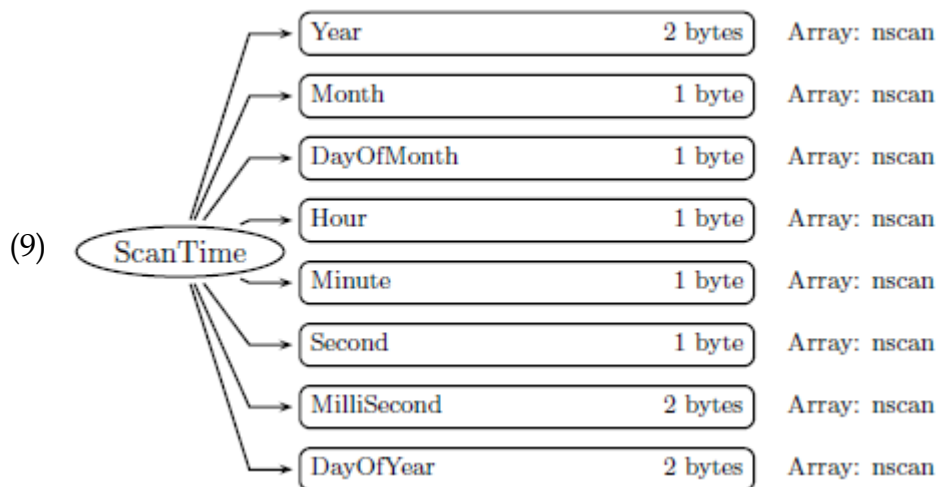 Year 2 bytes Array: nscan
Month 1 byte Array: nscan
DayOfMonth 1 byte Array: nscan
Hour 1 byte Array: nscan
(9) ScanTime
Minute 1 byte Array: nscan
Second 1 byte Array: nscan
MilliSecond 2 bytes Array: nscan
DayOfYear 2 bytes Array: nscan